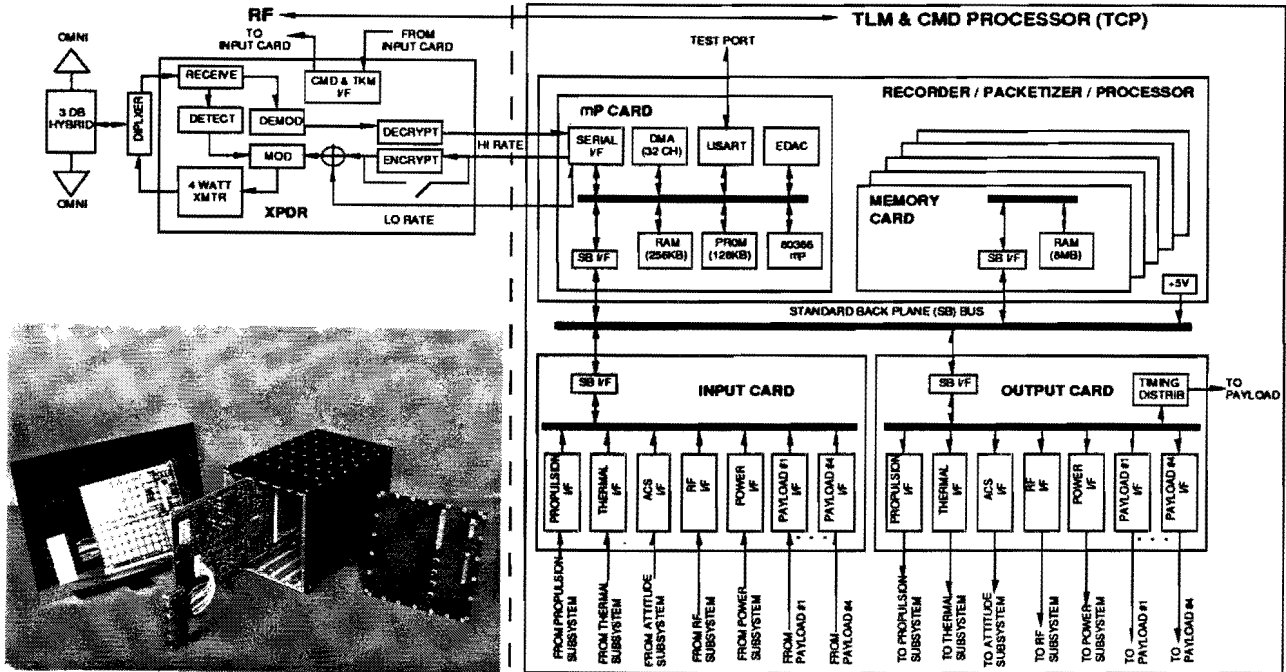 RF
TLM & CMD PROCESSOR (TCP)
TO
INPUT CARD
FROM
INPUT CARD
OMNI
3 DB
HYBRID
OMNI
DIPLXER
RECEIVE
CMD & TKM
I/F
DETECT
DEMOD
DECRYPT
MOD
ENCRYPT
4 WATT
XMTR
XPDR
HI RATE
LO RATE
TEST PORT
RECORDER / PACKETIZER / PROCESSOR
mP CARD
SERIAL
I/F
DMA
(32 CH)
USART
EDAC
SB I/F
RAM
(256KB)
PROM
(128KB)
80386
mP
MEMORY
CARD
SB I/F
RAM
(8MB)
+5V
STANDARD BACK PLANE (SB) BUS
SB I/F
INPUT CARD
PROPULSION
I/F
THERMAL
I/F
ACS
I/F
RF
I/F
POWER
I/F
PAYLOAD #1
I/F
PAYLOAD #4
I/F
FROM PROPULSION
SUBSYSTEM
FROM THERMAL
SUBSYSTEM
FROM ATTITUDE
SUBSYSTEM
FROM RF
SUBSYSTEM
FROM POWER
SUBSYSTEM
FROM
PAYLOAD #1
FROM
PAYLOAD #4
SB I/F
OUTPUT CARD
TIMING
DISTRIB
TO
PAYLOAD
PROPULSION
I/F
THERMAL
I/F
ACS
I/F
RF
I/F
POWER
I/F
PAYLOAD #1
I/F
PAYLOAD #4
I/F
TO PROPULSION
SUBSYSTEM
TO THERMAL
SUBSYSTEM
TO ATTITUDE
SUBSYSTEM
TO RF
SUBSYSTEM
TO POWER
SUBSYSTEM
TO
PAYLOAD #1
TO
PAYLOAD #4